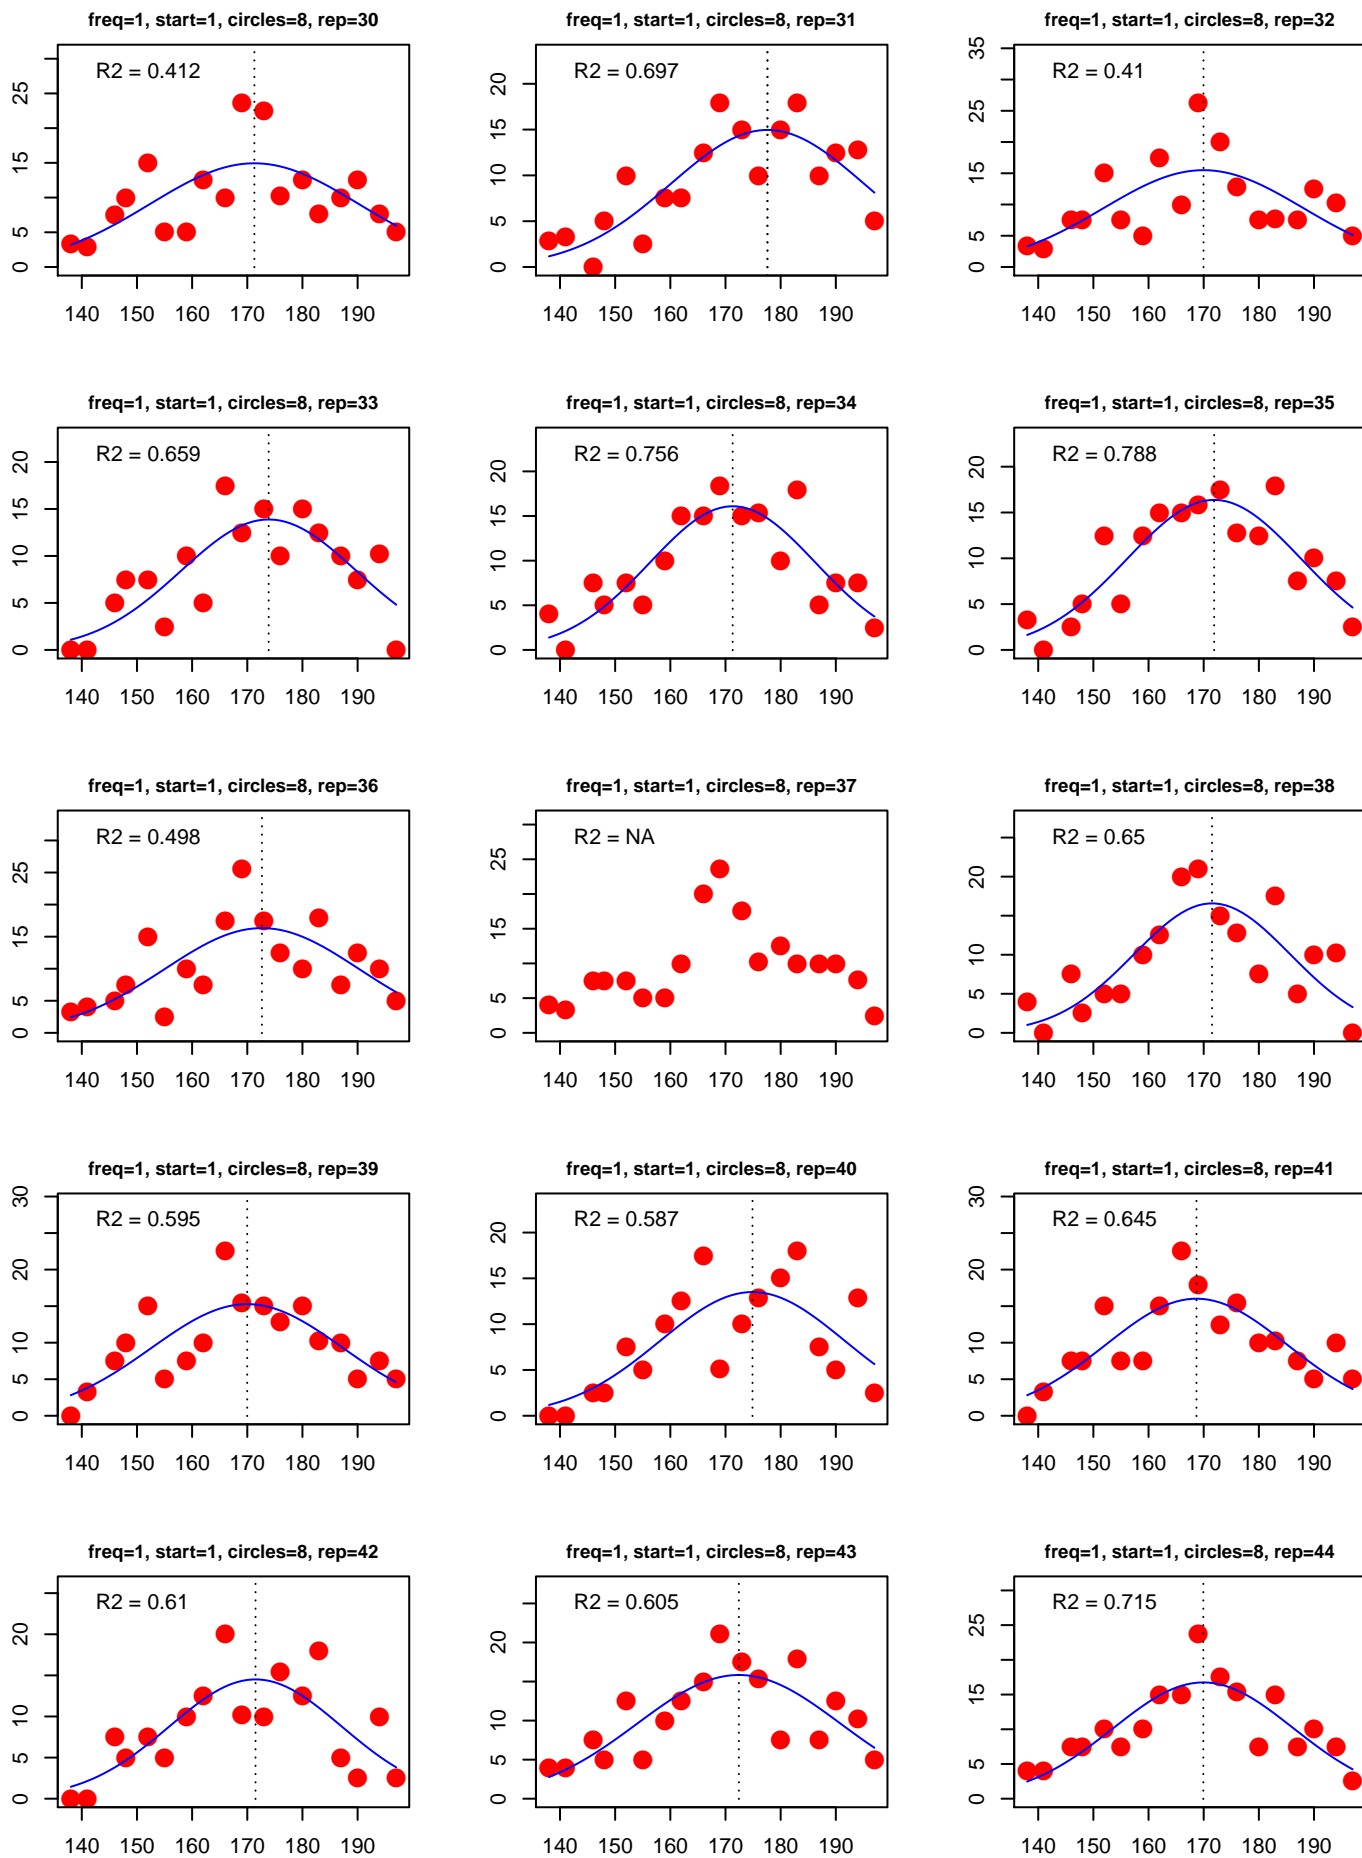 freq=1, start=1, circles=8, rep=30
R2 = 0.412
0 5 15 25
140 150 160 170 180 190
freq=1, start=1, circles=8, rep=31
R2 = 0.697
0 5 10 15 20
140 150 160 170 180 190
freq=1, start=1, circles=8, rep=32
R2 = 0.41
0 5 15 25 35
140 150 160 170 180 190
freq=1, start=1, circles=8, rep=33
R2 = 0.659
0 5 10 15 20
140 150 160 170 180 190
freq=1, start=1, circles=8, rep=34
R2 = 0.756
0 5 10 15 20
140 150 160 170 180 190
freq=1, start=1, circles=8, rep=35
R2 = 0.788
0 5 10 15 20
140 150 160 170 180 190
freq=1, start=1, circles=8, rep=36
R2 = 0.498
0 5 15 25
140 150 160 170 180 190
freq=1, start=1, circles=8, rep=37
R2 = NA
0 5 15 25
140 150 160 170 180 190
freq=1, start=1, circles=8, rep=38
R2 = 0.65
0 5 10 20
140 150 160 170 180 190
freq=1, start=1, circles=8, rep=39
R2 = 0.595
0 5 10 20 30
140 150 160 170 180 190
freq=1, start=1, circles=8, rep=40
R2 = 0.587
0 5 10 15 20
140 150 160 170 180 190
freq=1, start=1, circles=8, rep=41
R2 = 0.645
0 5 10 20 30
140 150 160 170 180 190
freq=1, start=1, circles=8, rep=42
R2 = 0.61
0 5 10 20
140 150 160 170 180 190
freq=1, start=1, circles=8, rep=43
R2 = 0.605
0 5 10 20
140 150 160 170 180 190
freq=1, start=1, circles=8, rep=44
R2 = 0.715
0 5 15 25
140 150 160 170 180 190